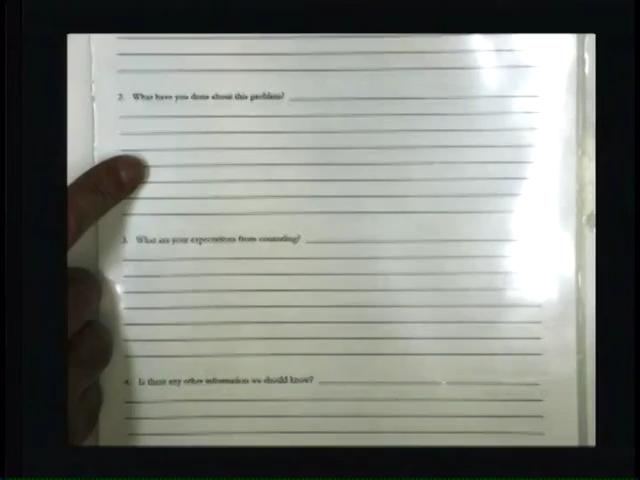 2. What have you done about this problem?
3. What are your expectations from counseling?
4. Is there any other information we should know?